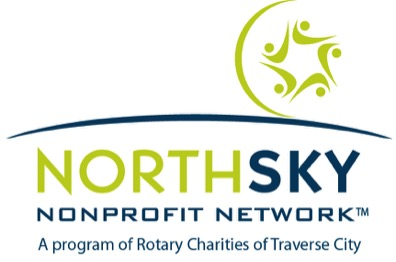 NORTHSKY
NONPROFIT NETWORK™
A program of Rotary Charities of Traverse City